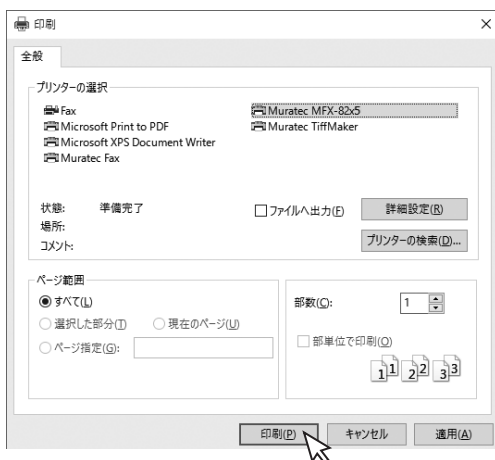 印刷
全般
プリンターの選択
Fax
Microsoft Print to PDF
Microsoft XPS Document Writer
Muratec Fax
Muratec MFX-82x5
Muratec TiffMaker
状態: 準備完了
場所:
コメント:
ファイルへ出力(F)
詳細設定(R)
プリンターの検索(D)...
ページ範囲
すべて(L)
選択した部分(T) 現在のページ(U)
ページ指定(G):
部数(C): 1
部単位で印刷(O)
1 1 2 2 3 3
印刷(P) キャンセル 適用(A)